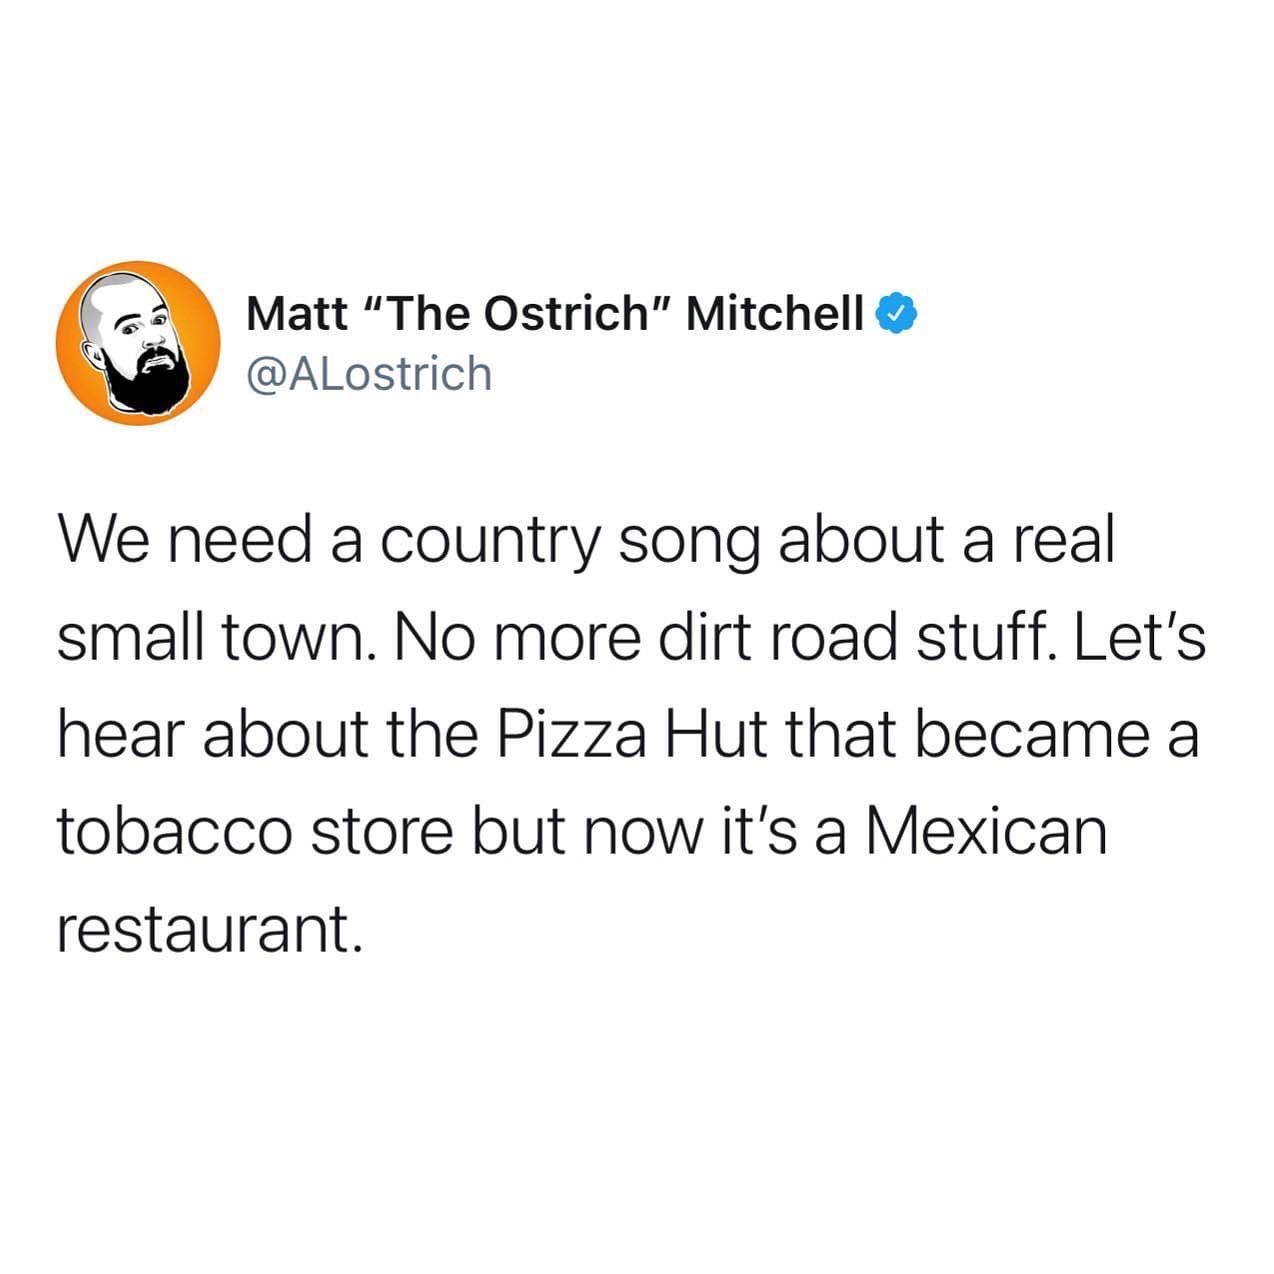 Matt “The Ostrich” Mitchell
@ALostrich
We need a country song about a real
small town. No more dirt road stuff. Let’s
hear about the Pizza Hut that became a
tobacco store but now it’s a Mexican
restaurant.